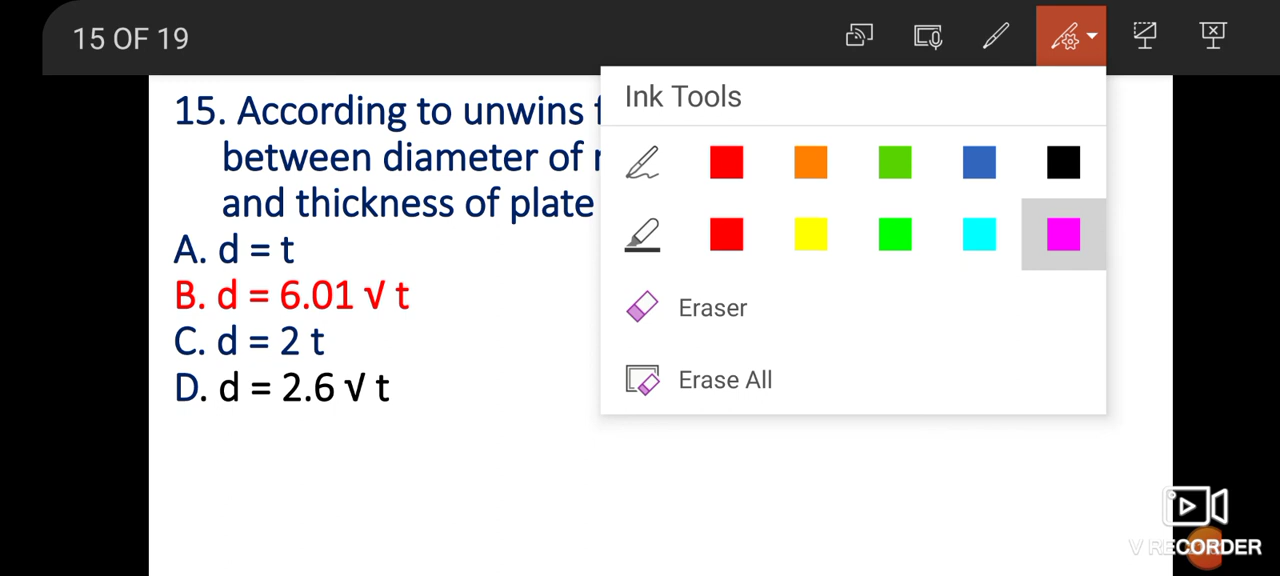 15 OF 19
15. According to unwins
between diameter of
and thickness of plate
A. d = t
B. d = 6.01 √ t
C. d = 2 t
D. d = 2.6 √ t
Ink Tools
Eraser
Erase All
V RECORDER